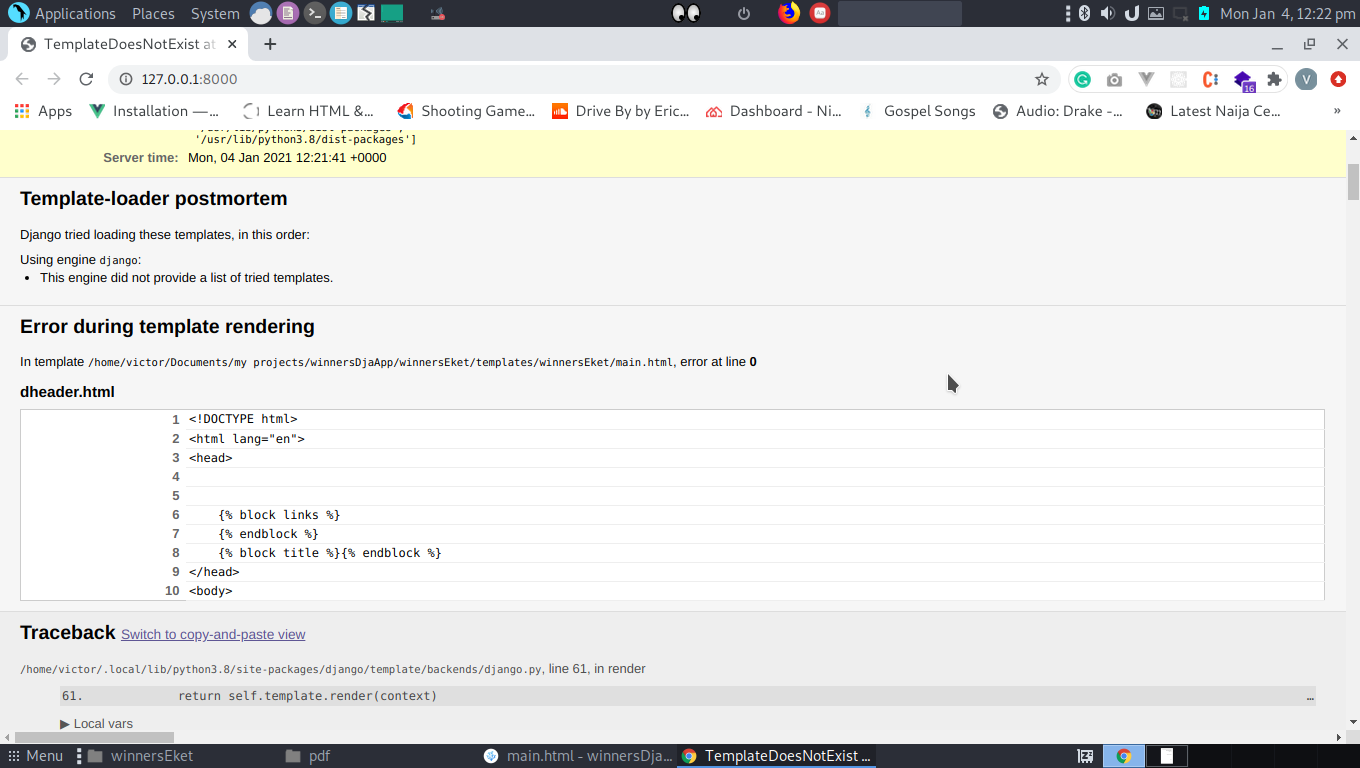 Applications Places System Mon Jan 4, 12:22 pm
TemplateDoesNotExist at
127.0.0.1:8000 V 16
Apps Installation —... Learn HTML &... Shooting Game... Drive By by Eric... Dashboard - Ni... Gospel Songs Audio: Drake -... Latest Naija Ce... »
'/usr/lib/python3.8/dist-packages']
Server time: Mon, 04 Jan 2021 12:21:41 +0000
Template-loader postmortem
Django tried loading these templates, in this order:
Using engine django:
• This engine did not provide a list of tried templates.
Error during template rendering
In template /home/victor/Documents/my projects/winnersDjaApp/winnersEket/templates/winnersEket/main.html, error at line 0
dheader.html
1 <!DOCTYPE html>
2 <html lang="en">
3 <head>
4
5
6 {% block links %}
7 {% endblock %}
8 {% block title %}{% endblock %}
9 </head>
10 <body>
Traceback Switch to copy-and-paste view
/home/victor/.local/lib/python3.8/site-packages/django/template/backends/django.py, line 61, in render
61. return self.template.render(context) …
▶ Local vars
Menu winnersEket pdf main.html - winnersDja... TemplateDoesNotExist ...